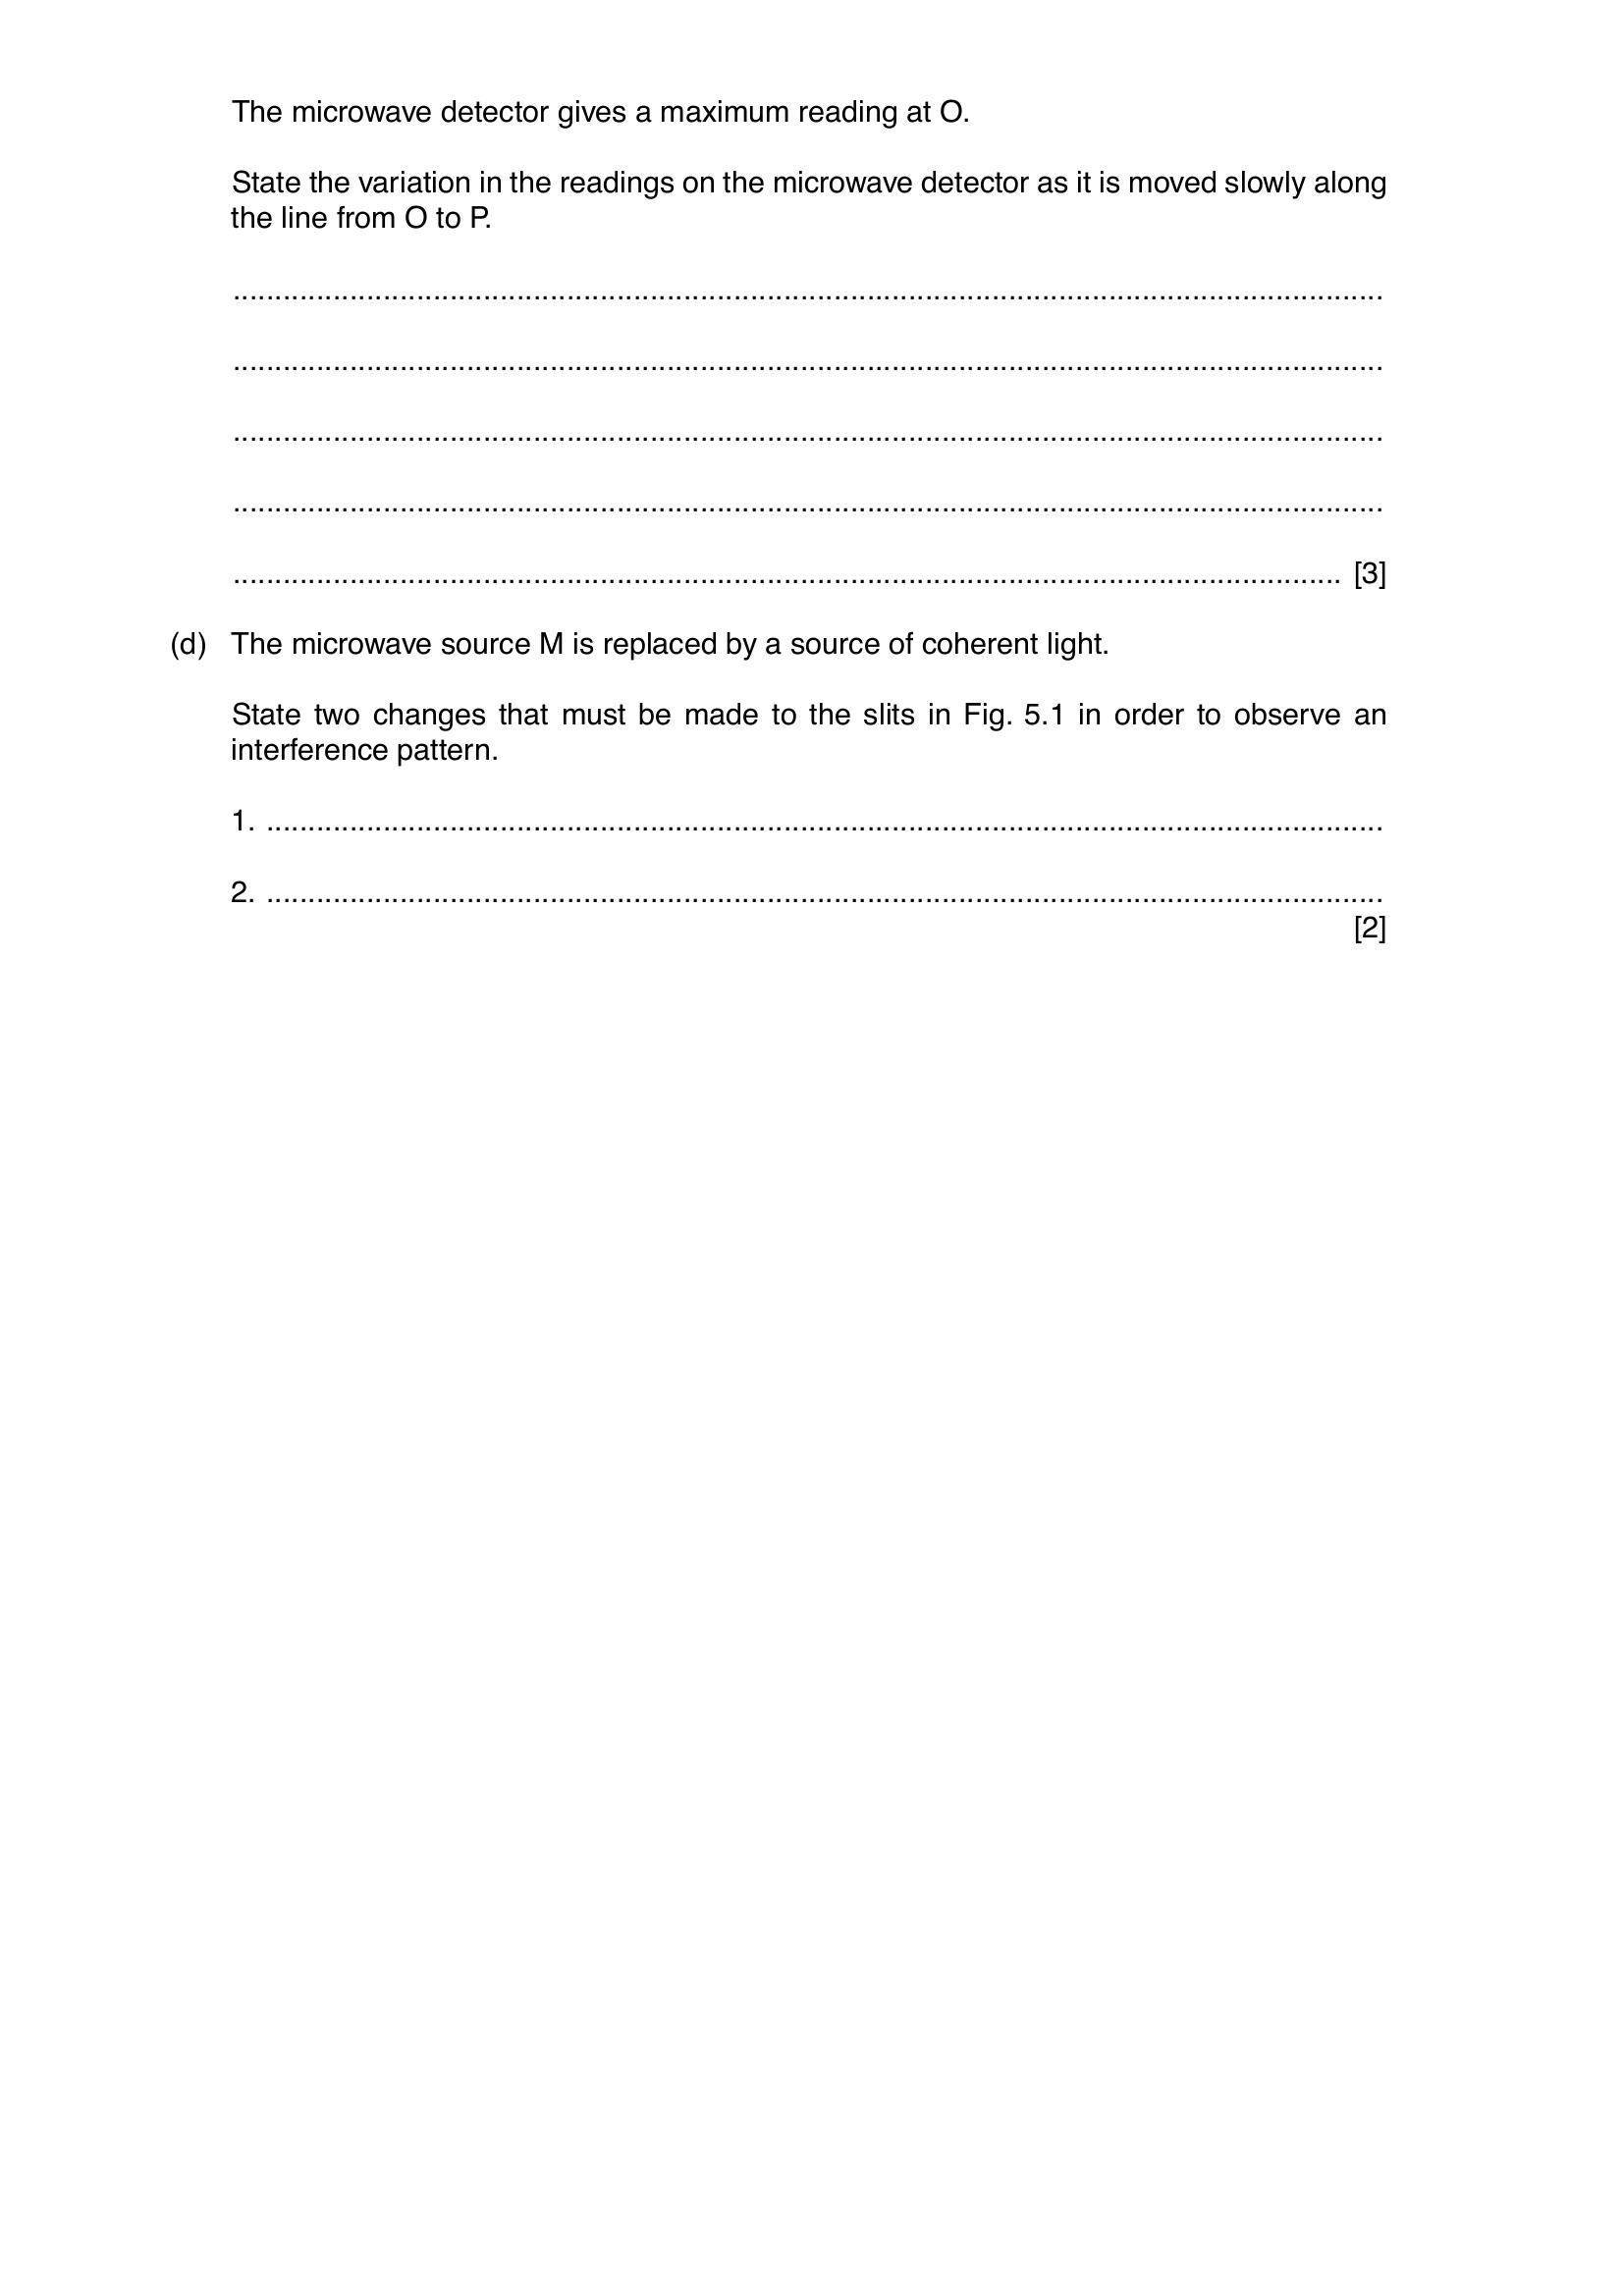 The microwave detector gives a maximum reading at O.
State the variation in the readings on the microwave detector as it is moved slowly along
the line from O to P.
..........................................................................................................................................
..........................................................................................................................................
..........................................................................................................................................
..........................................................................................................................................
..................................................................................................................................... [3]
(d) The microwave source M is replaced by a source of coherent light.
State two changes that must be made to the slits in Fig. 5.1 in order to observe an
interference pattern.
1. ......................................................................................................................................
2. ......................................................................................................................................
[2]